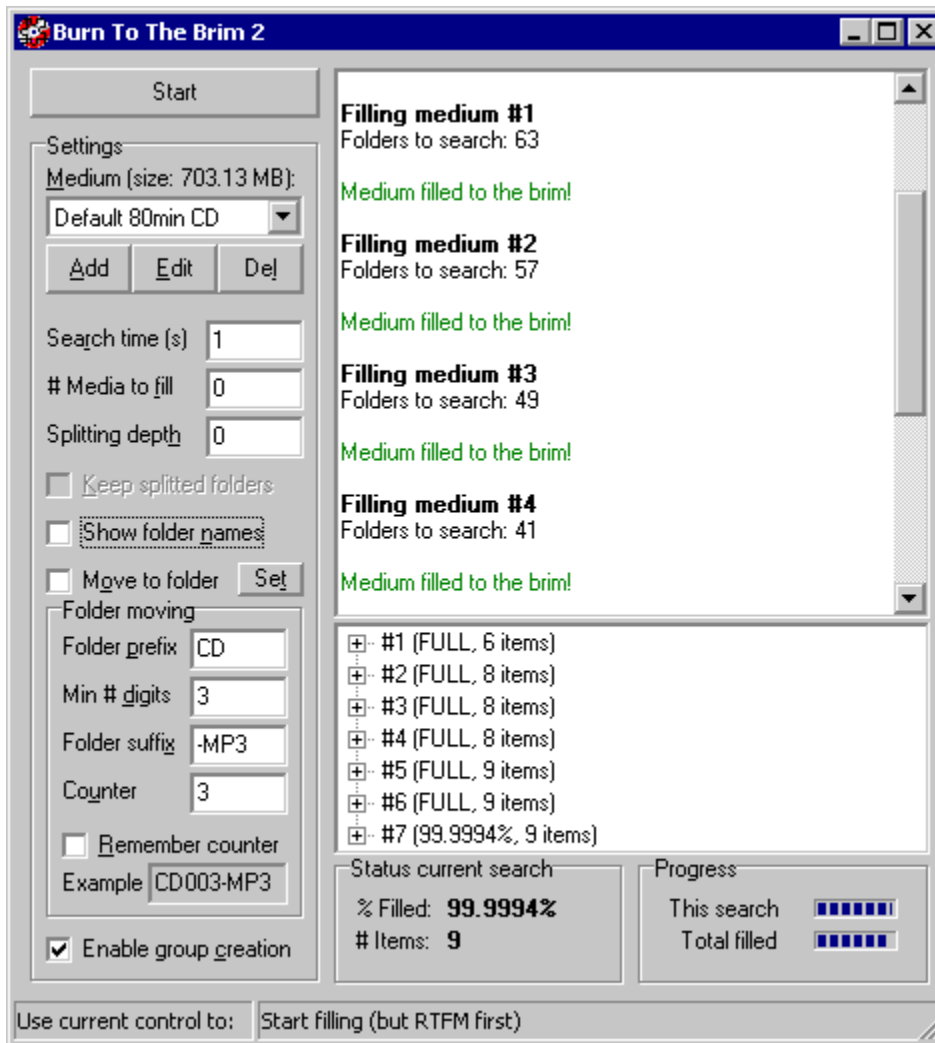 Burn To The Brim 2
Start
Settings
Medium (size: 703.13 MB):
Default 80min CD
Add Edit Del
Search time (s) 1
# Media to fill 0
Splitting depth 0
Keep splitted folders
Show folder names
Move to folder Set
Folder moving
Folder prefix CD
Min # digits 3
Folder suffix -MP3
Counter 3
Remember counter
Example CD003-MP3
Enable group creation
Filling medium #1
Folders to search: 63
Medium filled to the brim!
Filling medium #2
Folders to search: 57
Medium filled to the brim!
Filling medium #3
Folders to search: 49
Medium filled to the brim!
Filling medium #4
Folders to search: 41
Medium filled to the brim!
#1 (FULL, 6 items)
#2 (FULL, 8 items)
#3 (FULL, 8 items)
#4 (FULL, 8 items)
#5 (FULL, 9 items)
#6 (FULL, 9 items)
#7 (99.9994%, 9 items)
Status current search
% Filled: 99.9994%
# Items: 9
Progress
This search
Total filled
Use current control to: Start filling (but RTFM first)